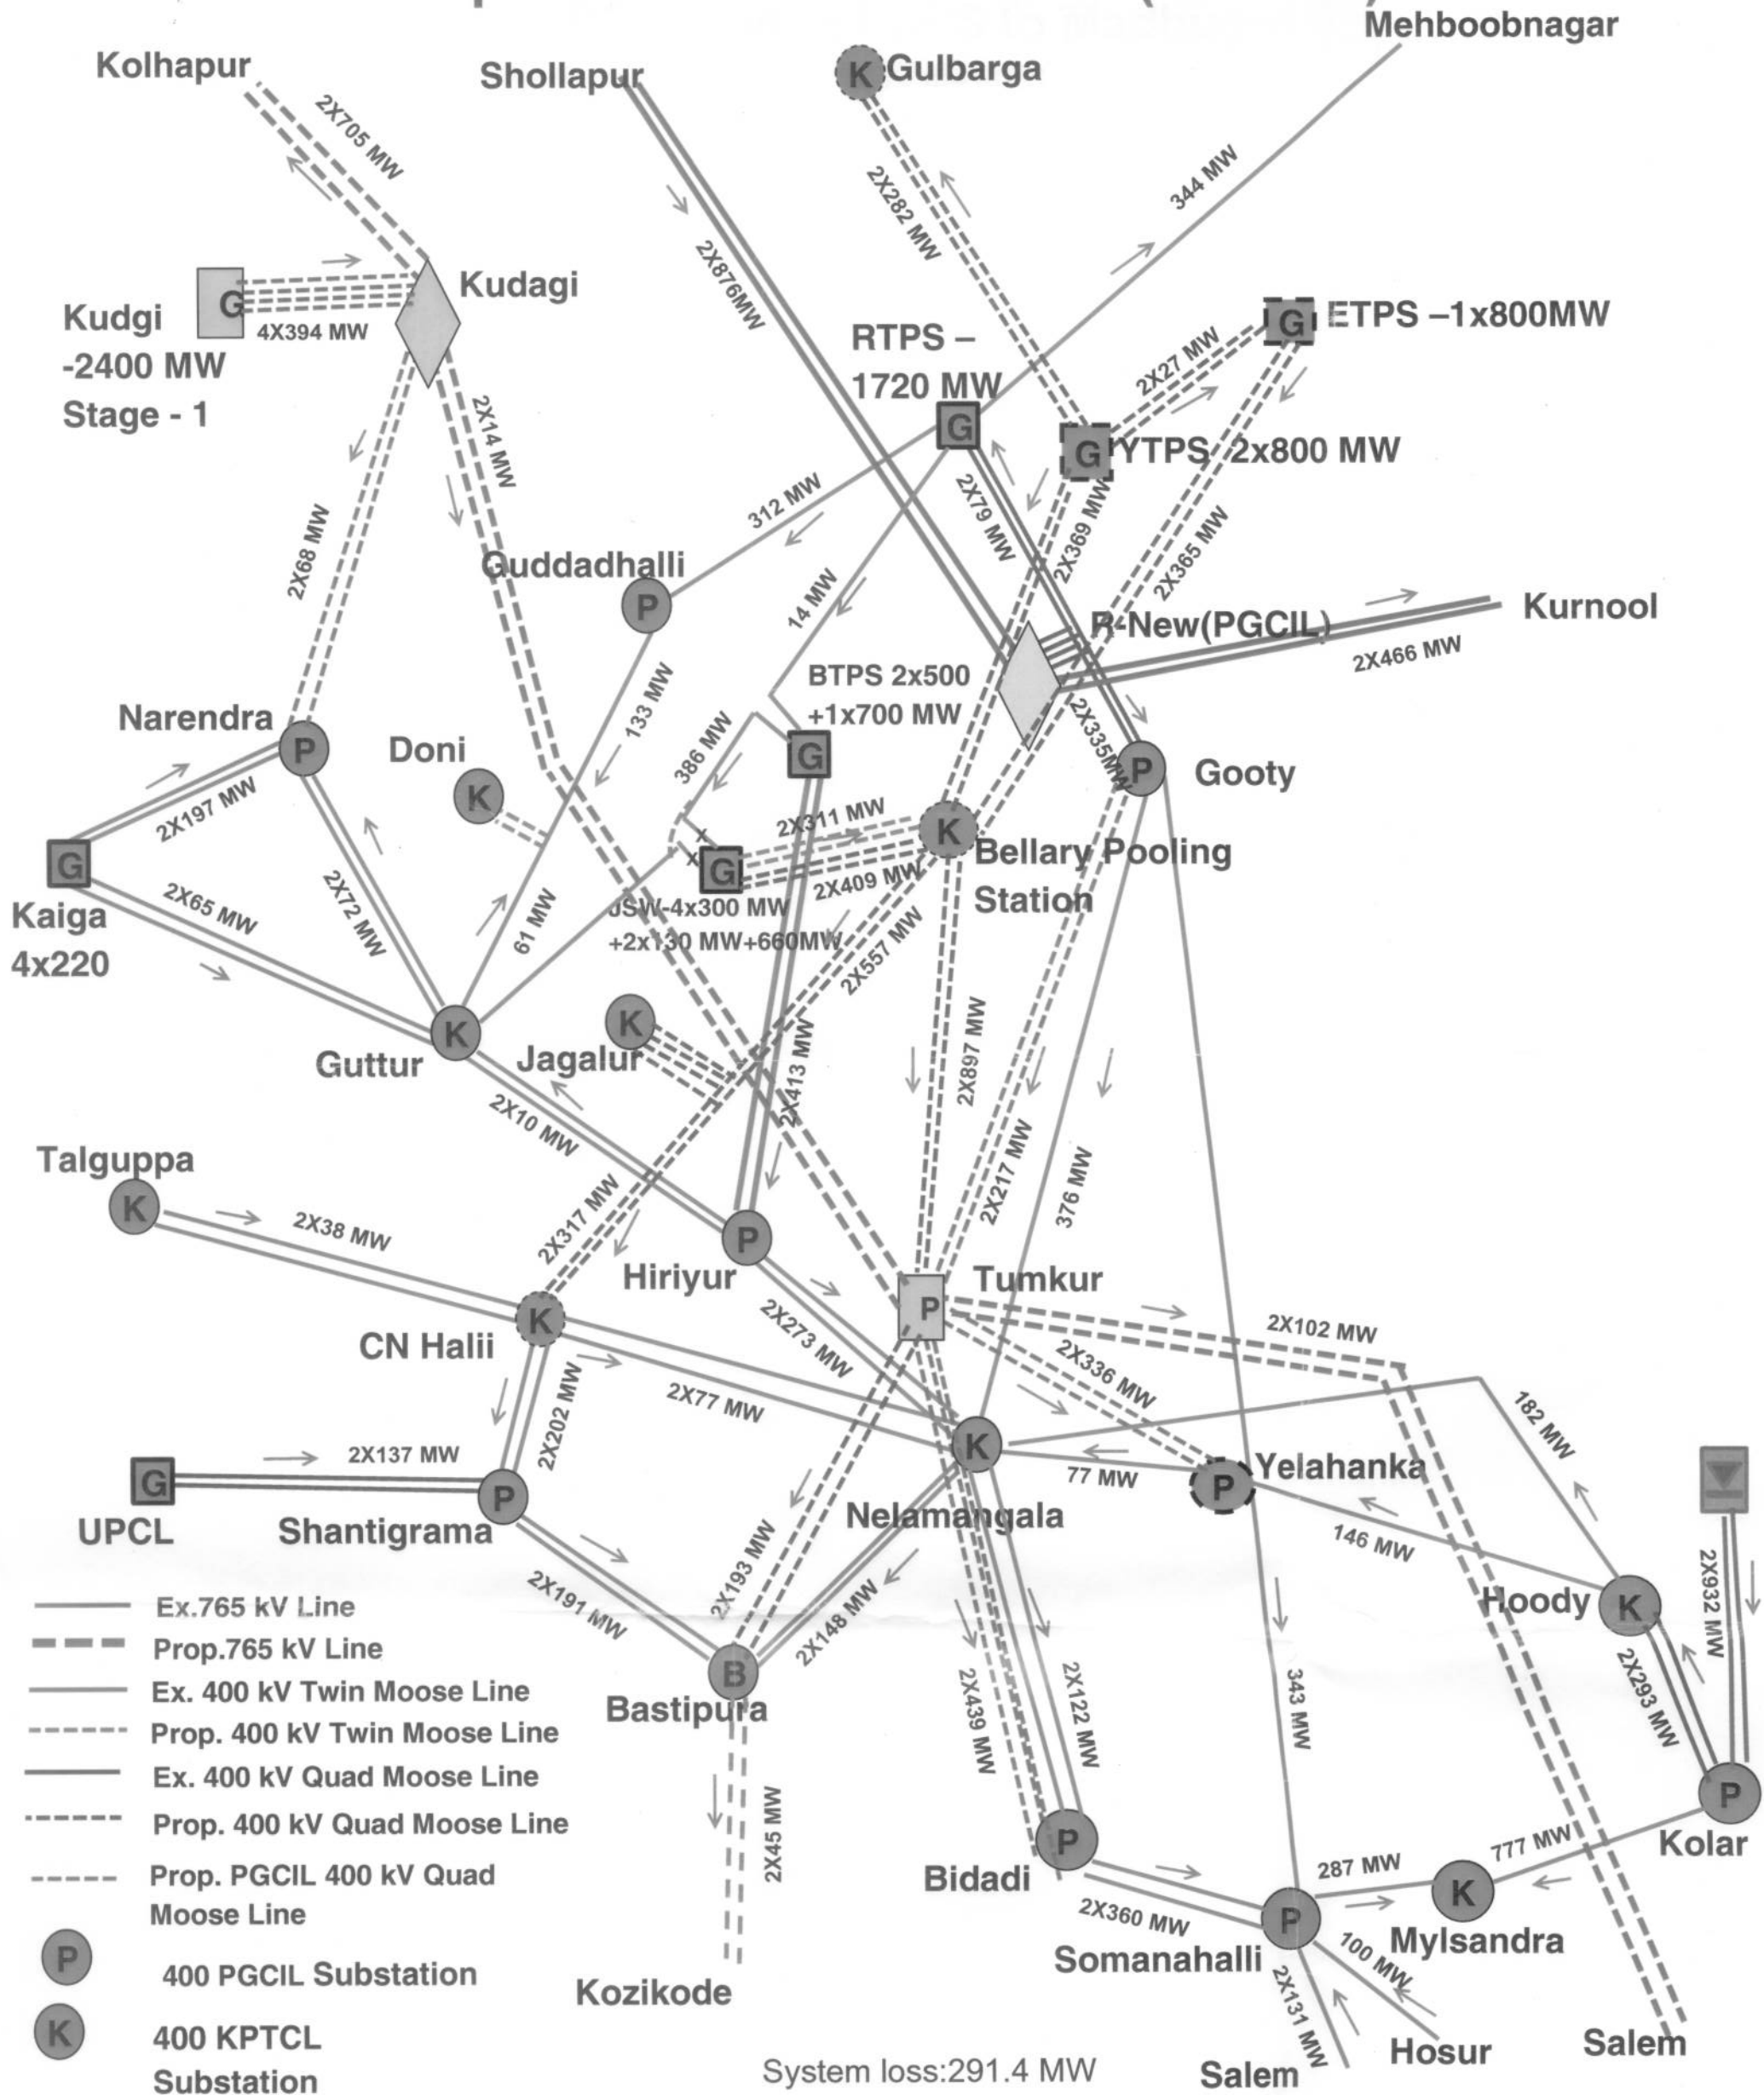 Mehboobnagar
Kolhapur
Shollapur
K
Gulbarga
2X705 MW
2X282 MW
344 MW
2X876MW
Kudagi
G
4X394 MW
Kudgi
-2400 MW
Stage - 1
RTPS –
1720 MW
G
2X27 MW
G
ETPS –1x800MW
G
YTPS 2x800 MW
2X14 MW
312 MW
2X79 MW
2X369 MW
2X365 MW
2X68 MW
Guddadhalli
P
14 MW
R-New(PGCIL)
Kurnool
2X466 MW
BTPS 2x500
+1x700 MW
G
133 MW
386 MW
2X335MW
P
Gooty
Narendra
P
Doni
K
2X197 MW
G
Kaiga
4x220
2X65 MW
2X72 MW
61 MW
x
x
G
2X311 MW
2X409 MW
K
Bellary Pooling
Station
JSW-4x300 MW
+2x130 MW+660MW
2X557 MW
K
Guttur
K
Jagalur
2X413 MW
2X897 MW
2X10 MW
2X217 MW
376 MW
Talguppa
K
2X38 MW
2X317 MW
P
Hiriyur
P
Tumkur
K
CN Halii
2X273 MW
2X102 MW
2X336 MW
2X202 MW
2X77 MW
182 MW
K
Nelamangala
77 MW
P
Yelahanka
G
UPCL
2X137 MW
P
Shantigrama
146 MW
2X932 MW
2X191 MW
2X193 MW
2X148 MW
Hoody
K
B
Bastipura
2X439 MW
2X122 MW
343 MW
2X293 MW
2X45 MW
Kozikode
P
Bidadi
2X360 MW
287 MW
777 MW
P
Kolar
P
Somanahalli
K
Mylsandra
100 MW
2X131 MW
Salem
Hosur
Salem
Ex.765 kV Line
Prop.765 kV Line
Ex. 400 kV Twin Moose Line
Prop. 400 kV Twin Moose Line
Ex. 400 kV Quad Moose Line
Prop. 400 kV Quad Moose Line
Prop. PGCIL 400 kV Quad
Moose Line
P
400 PGCIL Substation
K
400 KPTCL
Substation
System loss:291.4 MW